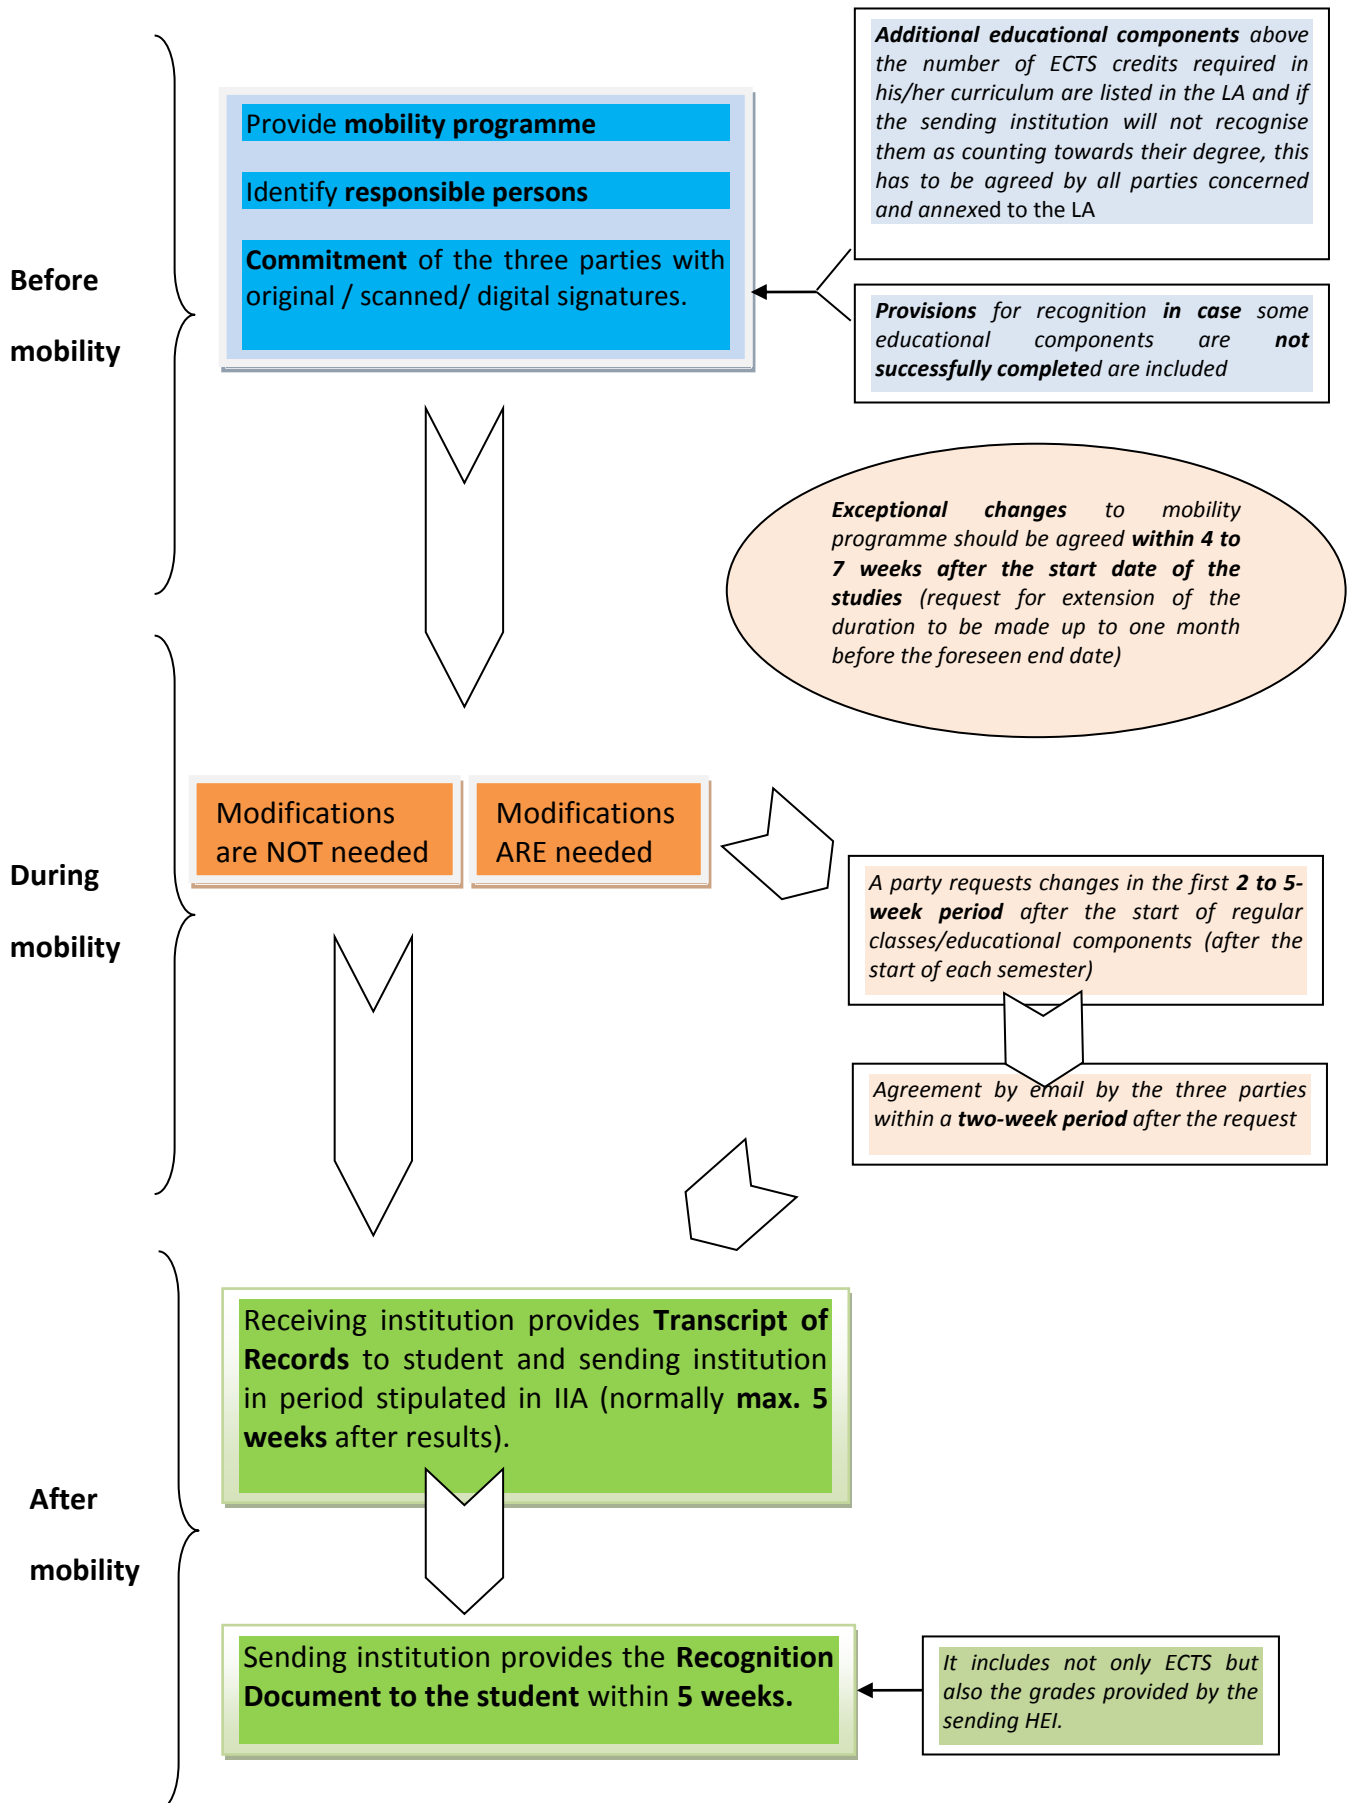 Before
mobility
Provide mobility programme
Identify responsible persons
Commitment of the three parties with
original / scanned/ digital signatures.
Additional educational components above
the number of ECTS credits required in
his/her curriculum are listed in the LA and if
the sending institution will not recognise
them as counting towards their degree, this
has to be agreed by all parties concerned
and annexed to the LA
Provisions for recognition in case some
educational components are not
successfully completed are included
Exceptional changes to mobility
programme should be agreed within 4 to
7 weeks after the start date of the
studies (request for extension of the
duration to be made up to one month
before the foreseen end date)
During
mobility
Modifications
are NOT needed
Modifications
ARE needed
A party requests changes in the first 2 to 5-
week period after the start of regular
classes/educational components (after the
start of each semester)
Agreement by email by the three parties
within a two-week period after the request
After
mobility
Receiving institution provides Transcript of
Records to student and sending institution
in period stipulated in IIA (normally max. 5
weeks after results).
Sending institution provides the Recognition
Document to the student within 5 weeks.
It includes not only ECTS but
also the grades provided by the
sending HEI.